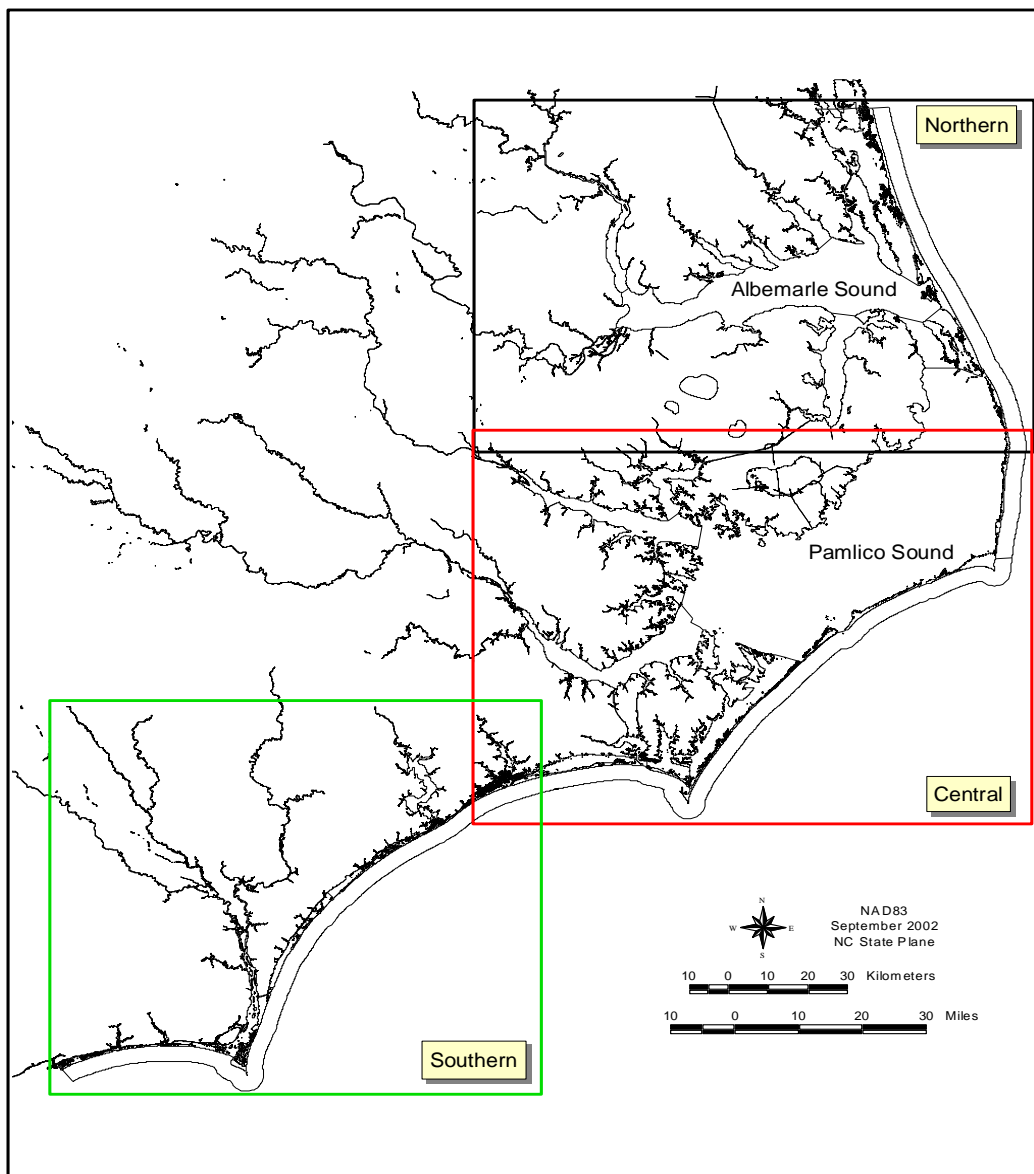 Northern
Albemarle Sound
Pamlico Sound
Central
N
W E
S
NAD83
September 2002
NC State Plane
10 0 10 20 30 Kilometers
10 0 10 20 30 Miles
Southern